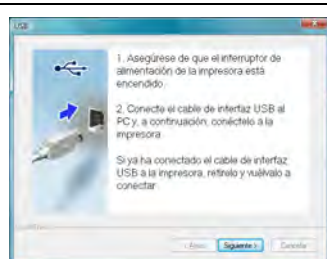 USB
1. Asegúrese de que el interruptor de
alimentación de la impresora está
encendido.
2. Conecte el cable de interfaz USB al
PC y, a continuación, conéctelo a la
impresora.
Si ya ha conectado el cable de interfaz
USB a la impresora, retírelo y vuélvalo a
conectar.
Siguiente >
Cancelar